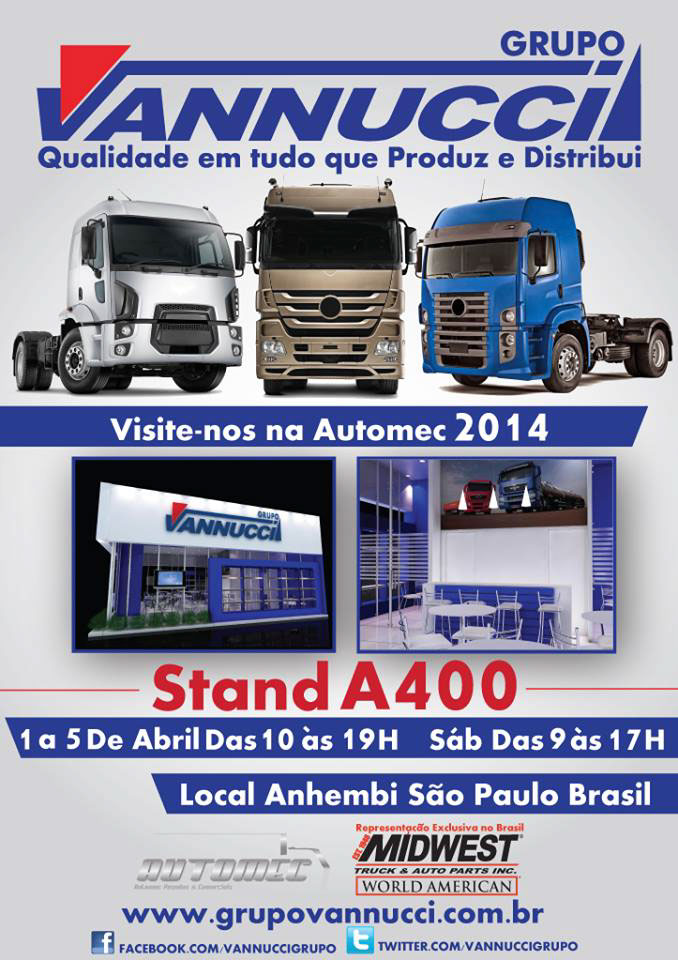 GRUPO
VANNUCCI
Qualidade em tudo que Produz e Distribui
Visite-nos na Automec 2014
GRUPO
VANNUCCI
Stand A400
1 a 5 De Abril Das 10 às 19H Sáb Das 9 às 17H
Local Anhembi São Paulo Brasil
Representação Exclusiva no Brasil
MIDWEST
TRUCK & AUTO PARTS INC.
WORLD AMERICAN
AUTOMEC
www.grupovannucci.com.br
FACEBOOK.COM/VANNUCCIGRUPO
TWITTER.COM/VANNUCCIGRUPO